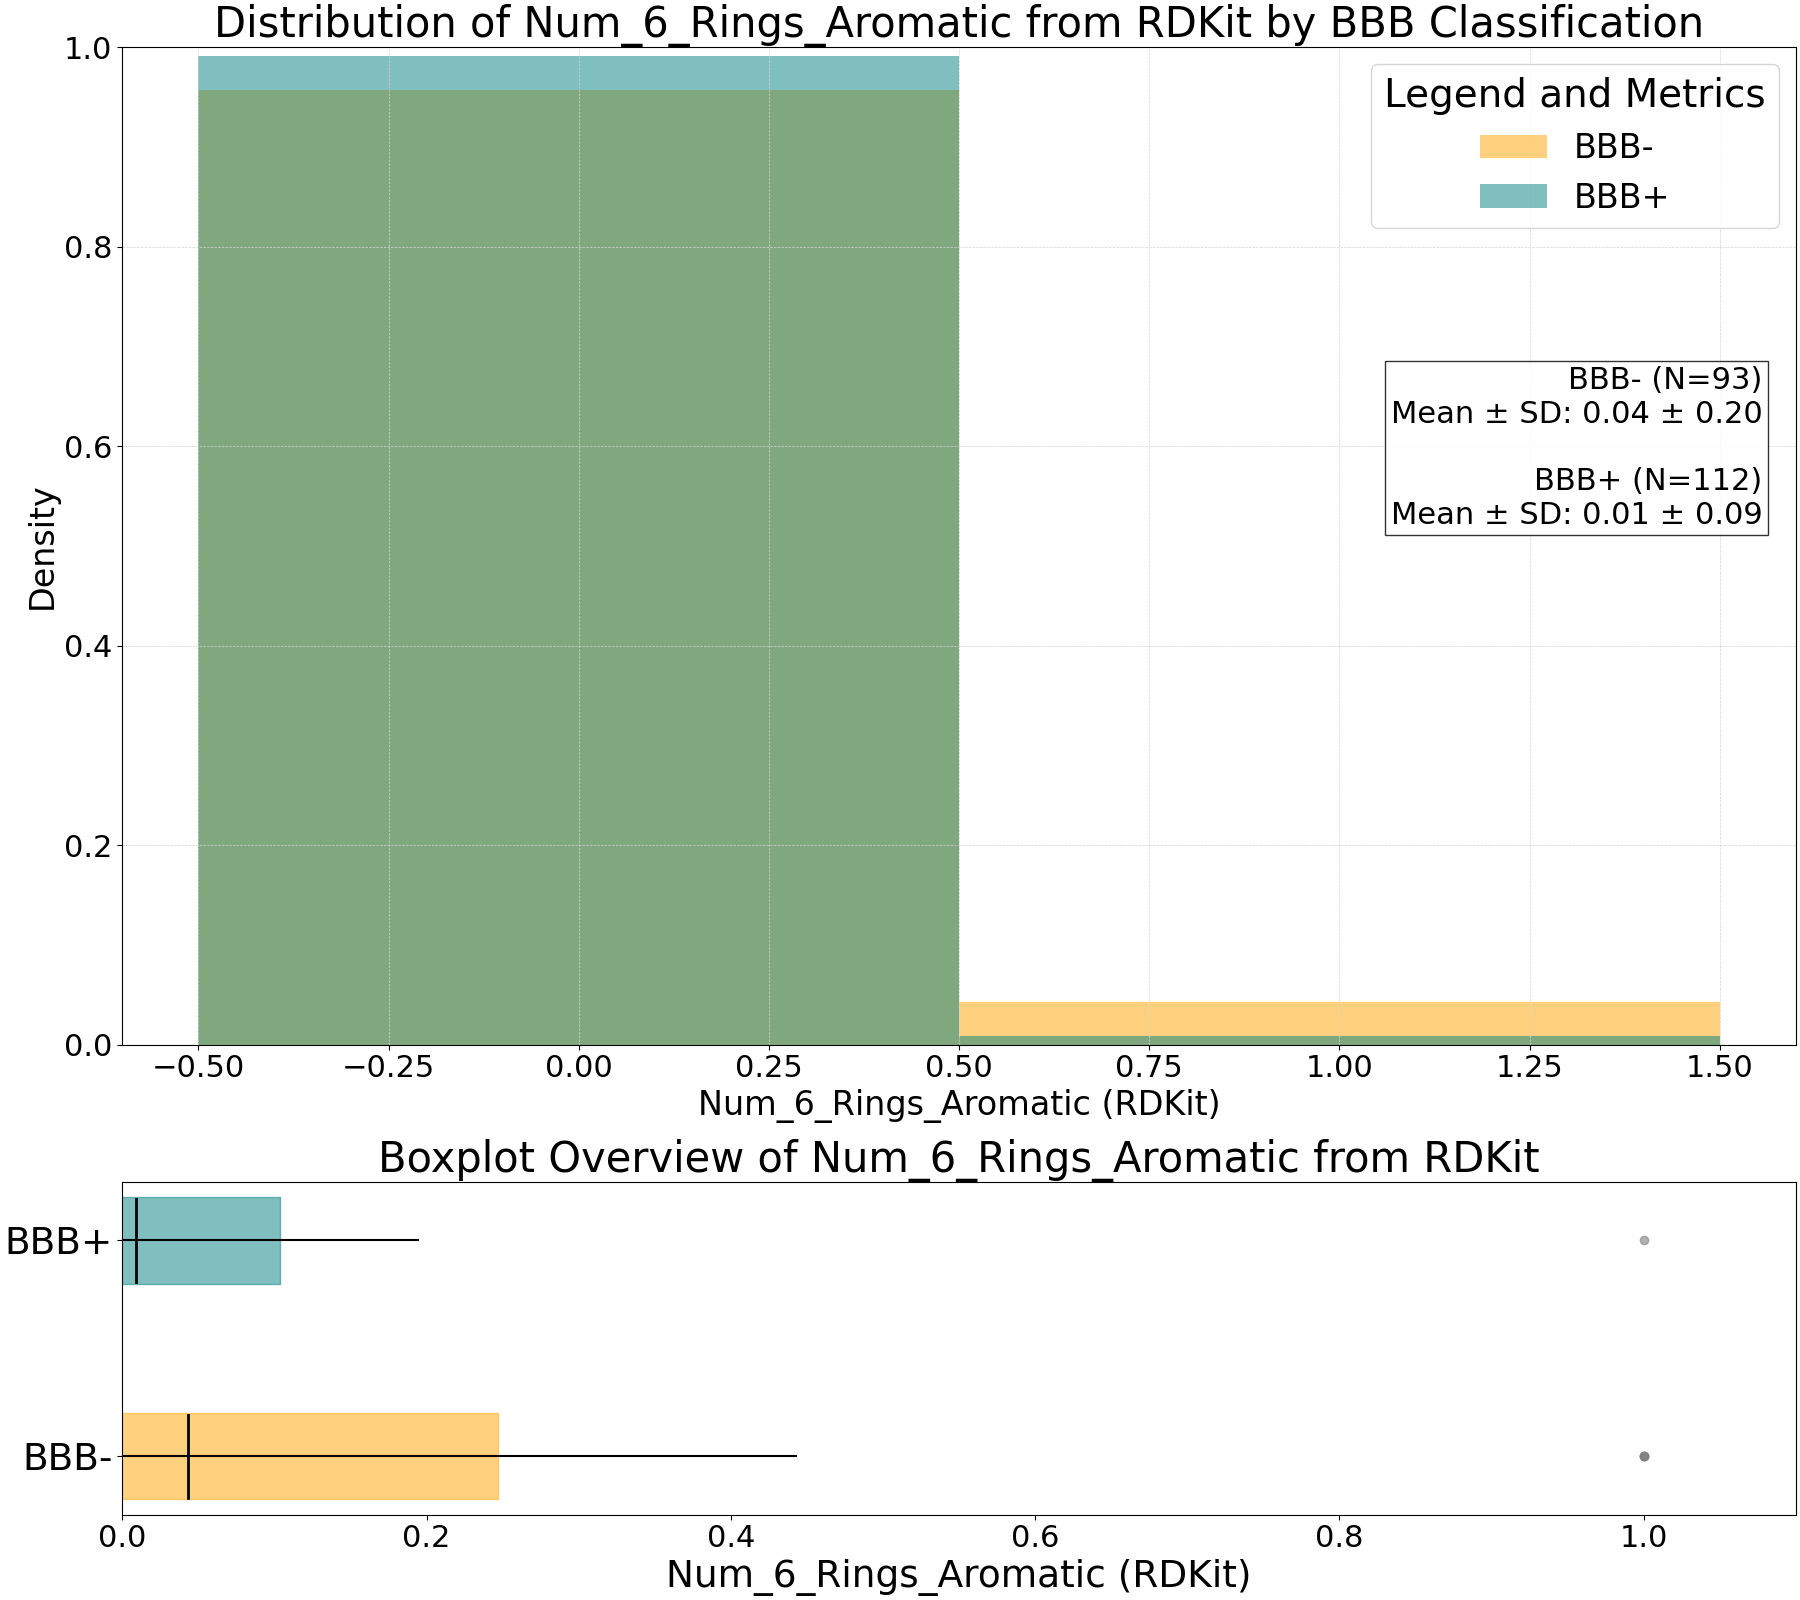 Distribution of Num_6_Rings_Aromatic from RDKit by BBB Classification
1.0
0.8
0.6
0.4
0.2
0.0
Density
Legend and Metrics
BBB-
BBB+
BBB- (N=93)
Mean ± SD: 0.04 ± 0.20
BBB+ (N=112)
Mean ± SD: 0.01 ± 0.09
−0.50 −0.25 0.00 0.25 0.50 0.75 1.00 1.25 1.50
Num_6_Rings_Aromatic (RDKit)
Boxplot Overview of Num_6_Rings_Aromatic from RDKit
BBB+
BBB-
0.0 0.2 0.4 0.6 0.8 1.0
Num_6_Rings_Aromatic (RDKit)